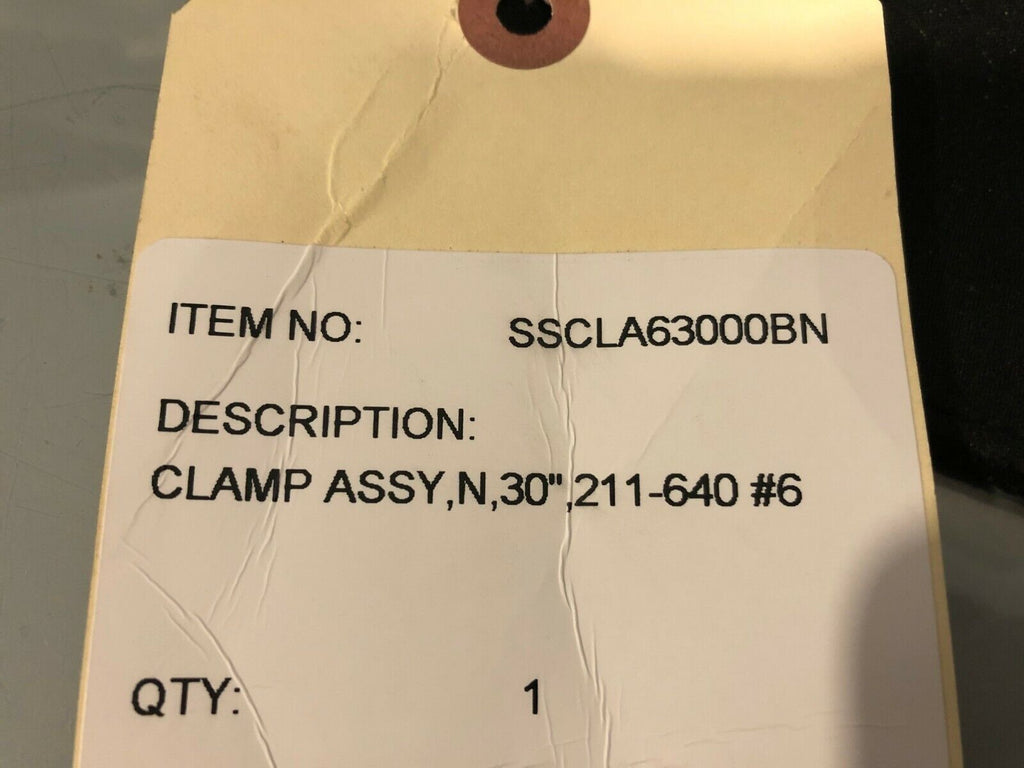 ITEM NO: SSCLA63000BN
DESCRIPTION:
CLAMP ASSY,N,30",211-640 #6
QTY: 1